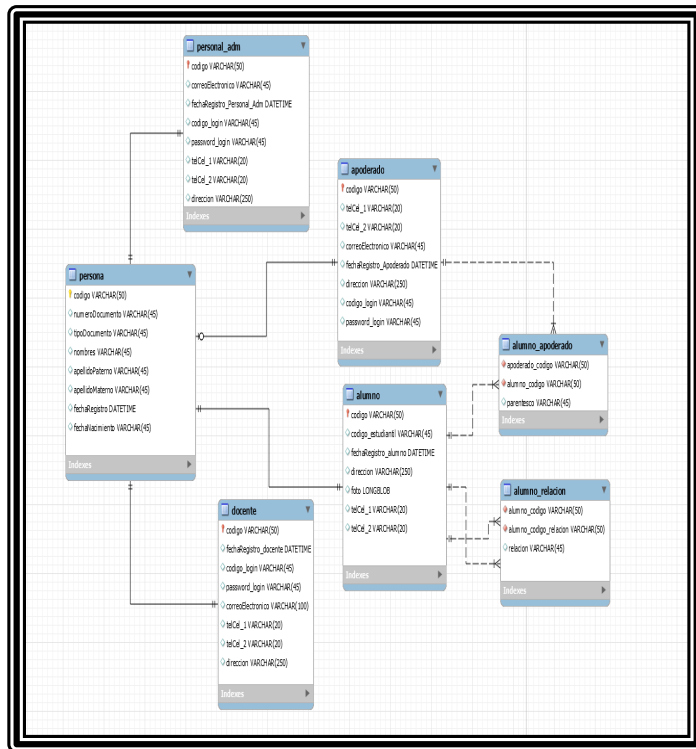 personal_adm
codigo VARCHAR(50)
correoElectronico VARCHAR(45)
fechaRegistro_Personal_Adm DATETIME
codigo_login VARCHAR(45)
password_login VARCHAR(45)
telCel_1 VARCHAR(20)
telCel_2 VARCHAR(20)
direccion VARCHAR(250)
Indexes
apoderado
codigo VARCHAR(50)
telCel_1 VARCHAR(20)
telCel_2 VARCHAR(20)
correoElectronico VARCHAR(45)
fechaRegistro_Apoderado DATETIME
direccion VARCHAR(250)
codigo_login VARCHAR(45)
password_login VARCHAR(45)
Indexes
persona
codigo VARCHAR(50)
numeroDocumento VARCHAR(45)
tipoDocumento VARCHAR(45)
nombres VARCHAR(45)
apellidoPaterno VARCHAR(45)
apellidoMaterno VARCHAR(45)
fechaRegistro DATETIME
fechaNacimiento VARCHAR(45)
Indexes
alumno_apoderado
apoderado_codigo VARCHAR(50)
alumno_codigo VARCHAR(50)
parentesco VARCHAR(45)
Indexes
alumno
codigo VARCHAR(50)
codigo_estudiantil VARCHAR(45)
fechaRegistro_alumno DATETIME
direccion VARCHAR(250)
foto LONGBLOB
telCel_1 VARCHAR(20)
telCel_2 VARCHAR(20)
Indexes
alumno_relacion
alumno_codigo VARCHAR(50)
alumno_codigo_relacion VARCHAR(50)
relacion VARCHAR(45)
Indexes
docente
codigo VARCHAR(50)
fechaRegistro_docente DATETIME
codigo_login VARCHAR(45)
password_login VARCHAR(45)
correoElectronico VARCHAR(100)
telCel_1 VARCHAR(20)
telCel_2 VARCHAR(20)
direccion VARCHAR(250)
Indexes